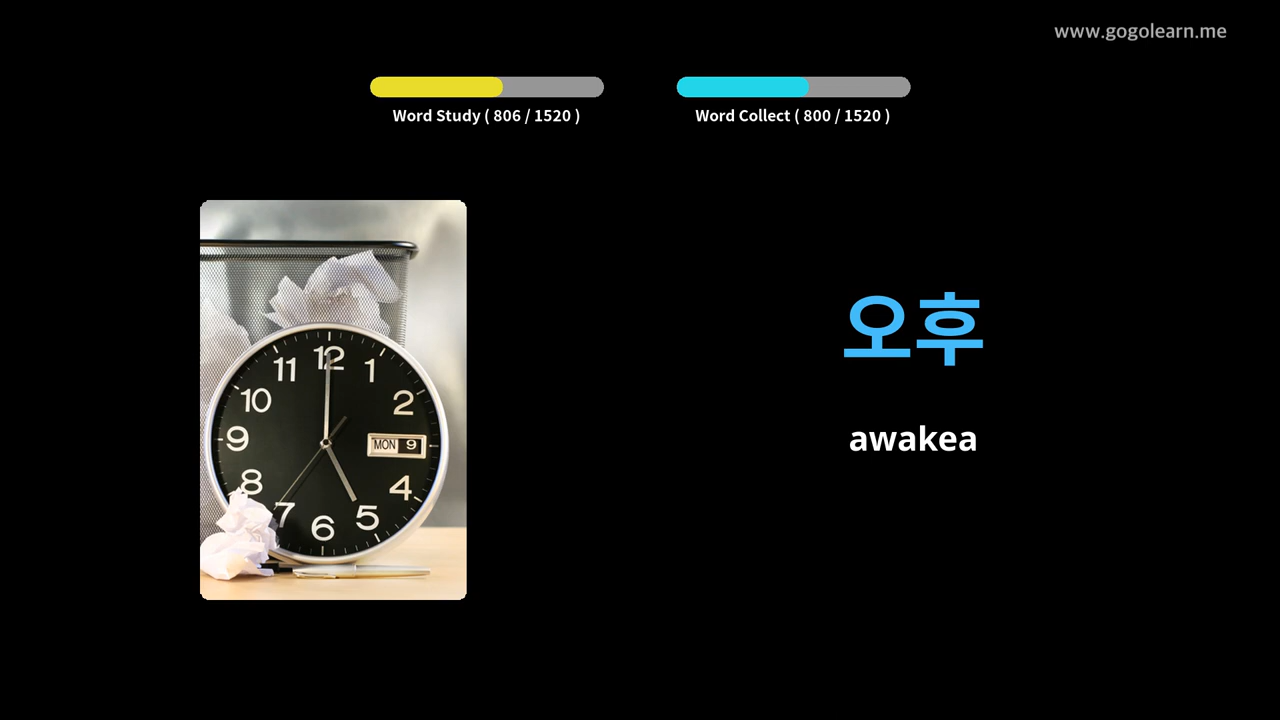 www.gogolearn.me
Word Study ( 806 / 1520 )
Word Collect ( 800 / 1520 )
12
11
1
10
2
9
MON 9
8
4
7
5
6
오후
awakea